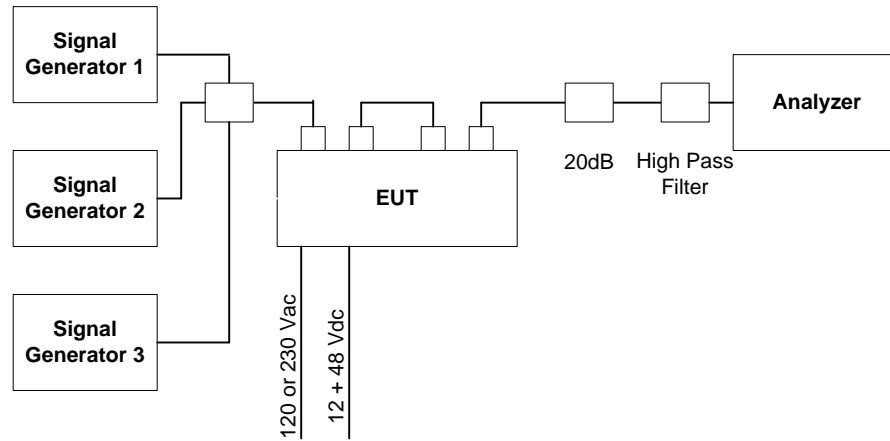 Signal
Generator 1
Signal
Generator 2
Signal
Generator 3
EUT
120 or 230 Vac
12 + 48 Vdc
20dB
High Pass
Filter
Analyzer